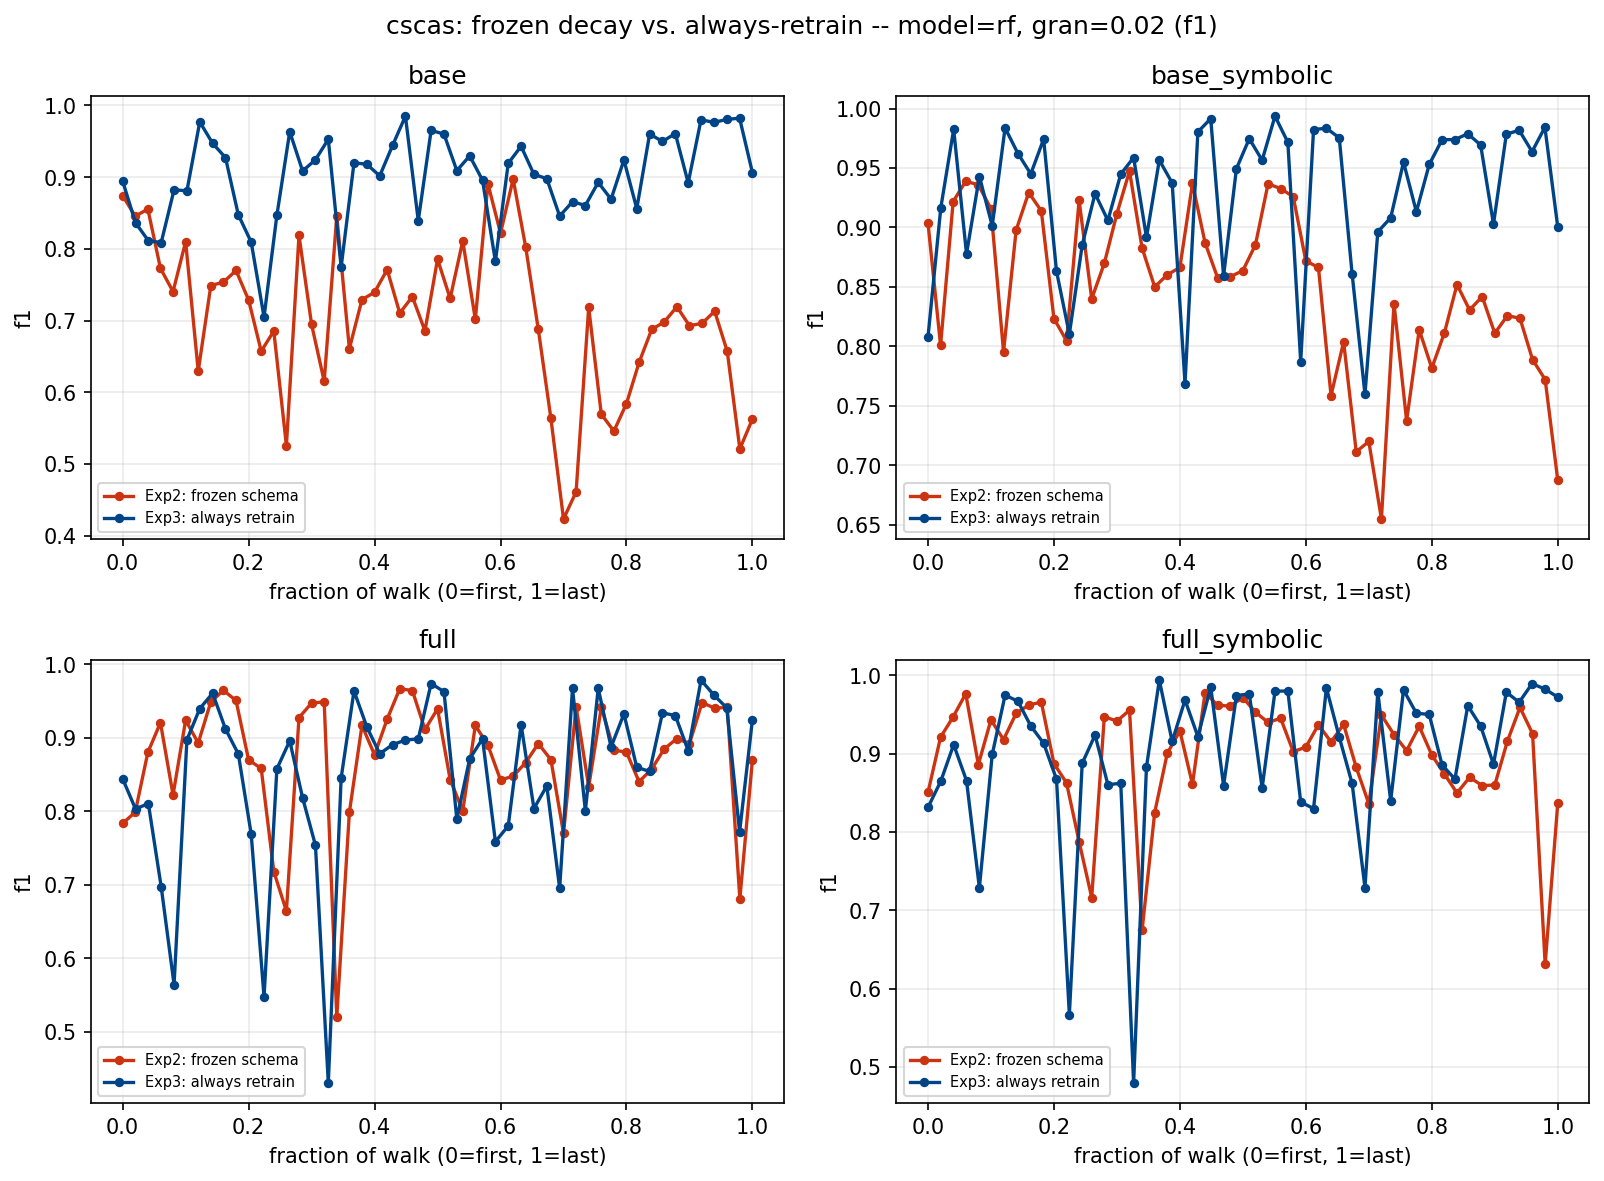 cscas: frozen decay vs. always-retrain -- model=rf, gran=0.02 (f1)
base
1.0
0.9
0.8
0.7
0.6
0.5
0.4
f1
Exp2: frozen schema
Exp3: always retrain
0.0 0.2 0.4 0.6 0.8 1.0
fraction of walk (0=first, 1=last)
base_symbolic
1.00
0.95
0.90
0.85
0.80
0.75
0.70
0.65
f1
Exp2: frozen schema
Exp3: always retrain
0.0 0.2 0.4 0.6 0.8 1.0
fraction of walk (0=first, 1=last)
full
1.0
0.9
0.8
0.7
0.6
0.5
f1
Exp2: frozen schema
Exp3: always retrain
0.0 0.2 0.4 0.6 0.8 1.0
fraction of walk (0=first, 1=last)
full_symbolic
1.0
0.9
0.8
0.7
0.6
0.5
f1
Exp2: frozen schema
Exp3: always retrain
0.0 0.2 0.4 0.6 0.8 1.0
fraction of walk (0=first, 1=last)